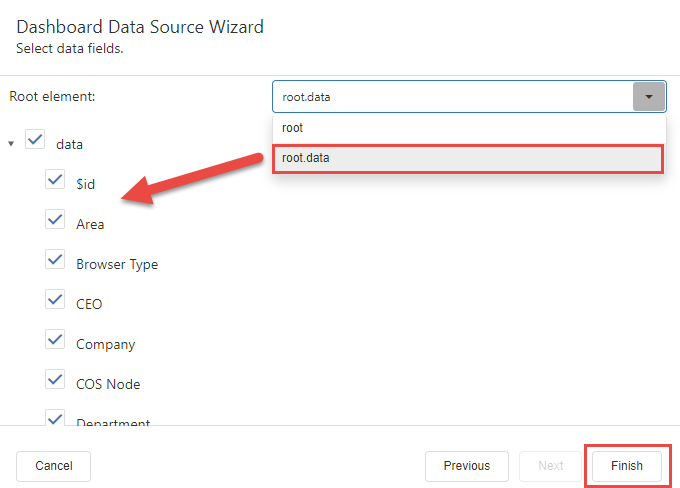 Dashboard Data Source Wizard
Select data fields.
Root element:
root.data
root
root.data
data
$id
Area
Browser Type
CEO
Company
COS Node
Department
Cancel
Previous
Next
Finish